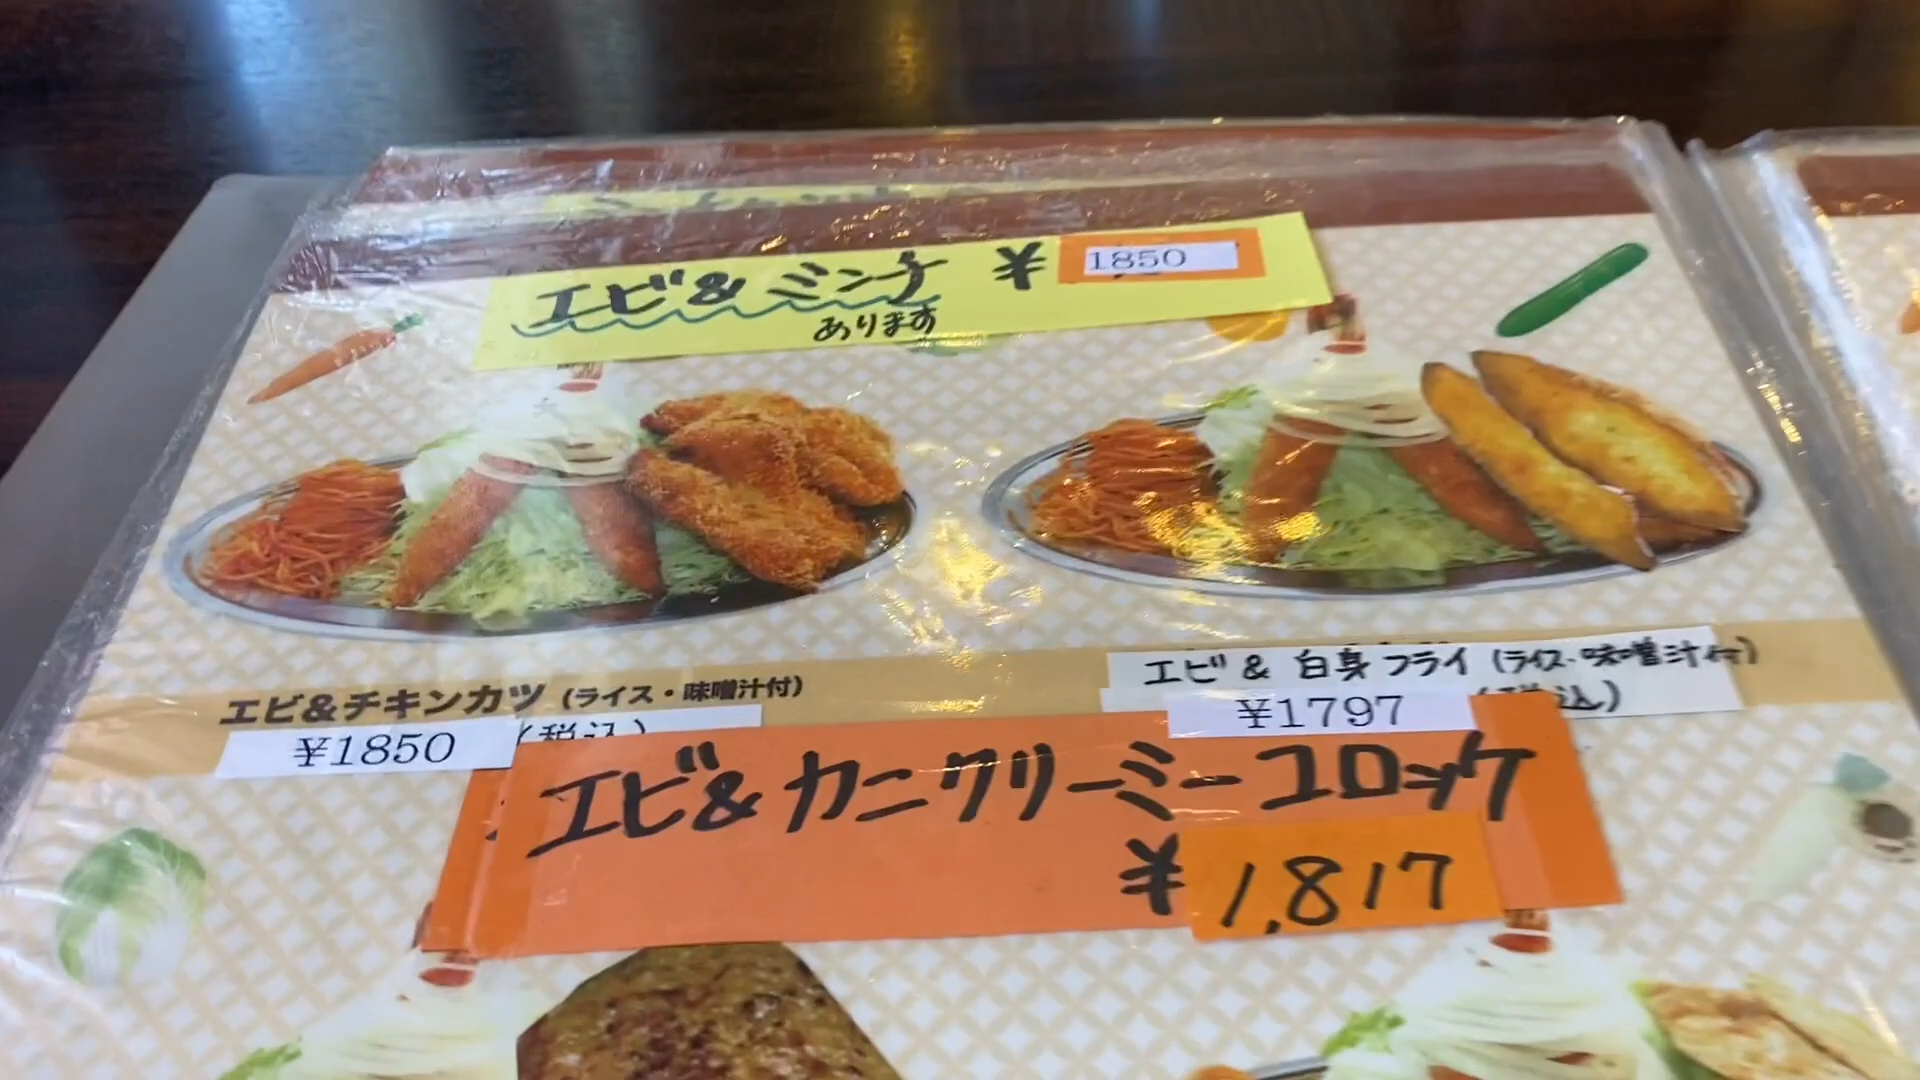 エビ&ミンチ ¥1850
あります
エビ&チキンカツ (ライス・味噌汁付)
¥1850 (税込)
エビ&白身フライ (ライス・味噌汁付)
¥1797
エビ&カニクリーミーコロッケ
¥1,817